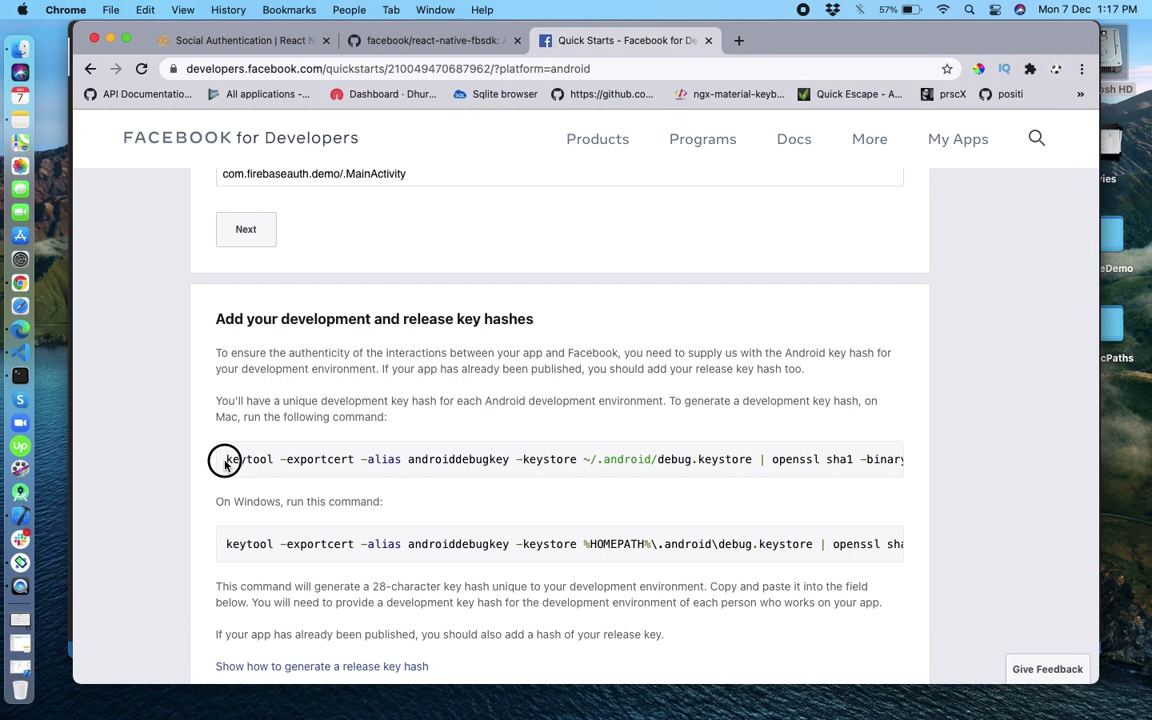 Chrome File Edit View History Bookmarks People Tab Window Help 57% Mon 7 Dec 1:17 PM
Social Authentication | React N facebook/react-native-fbsdk: Quick Starts - Facebook for De
developers.facebook.com/quickstarts/210049470687962/?platform=android
API Documentatio... All applications -... Dashboard · Dhur... Sqlite browser https://github.co... ngx-material-keyb... Quick Escape - A... prscX positi »
osh HD
FACEBOOK for Developers Products Programs Docs More My Apps
com.firebaseauth.demo/.MainActivity
vies
Next
eDemo
Add your development and release key hashes
To ensure the authenticity of the interactions between your app and Facebook, you need to supply us with the Android key hash for
your development environment. If your app has already been published, you should add your release key hash too.
cPaths
You'll have a unique development key hash for each Android development environment. To generate a development key hash, on
Mac, run the following command:
keytool -exportcert -alias androiddebugkey -keystore ~/.android/debug.keystore | openssl sha1 -binary
On Windows, run this command:
keytool -exportcert -alias androiddebugkey -keystore %HOMEPATH%\.android\debug.keystore | openssl sha
This command will generate a 28-character key hash unique to your development environment. Copy and paste it into the field
below. You will need to provide a development key hash for the development environment of each person who works on your app.
If your app has already been published, you should also add a hash of your release key.
Show how to generate a release key hash
Give Feedback